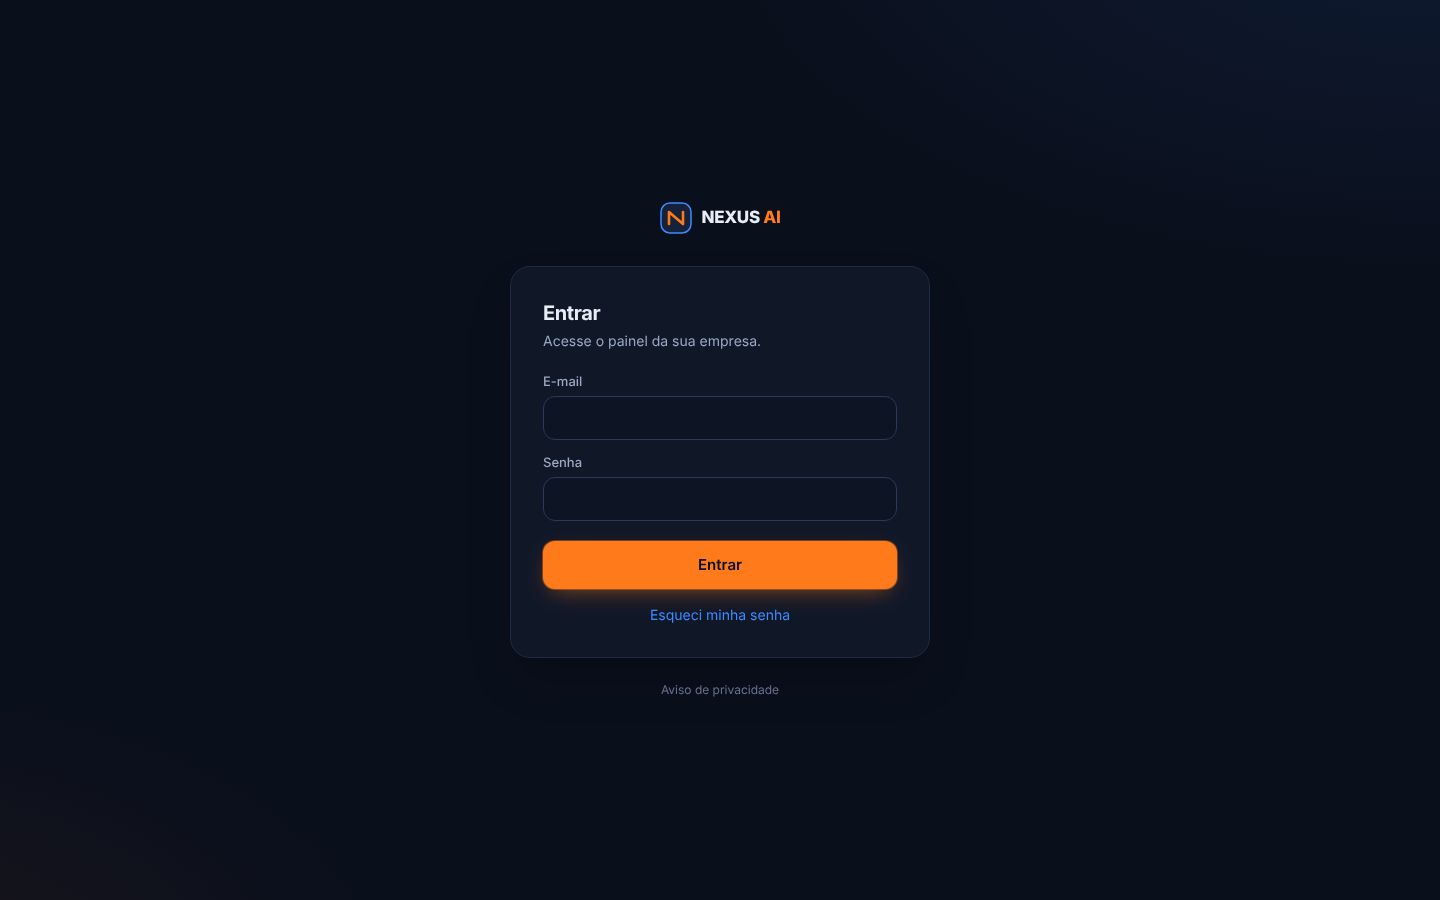 NEXUS AI
Entrar
Acesse o painel da sua empresa.
E-mail
Senha
Entrar
Esqueci minha senha
Aviso de privacidade